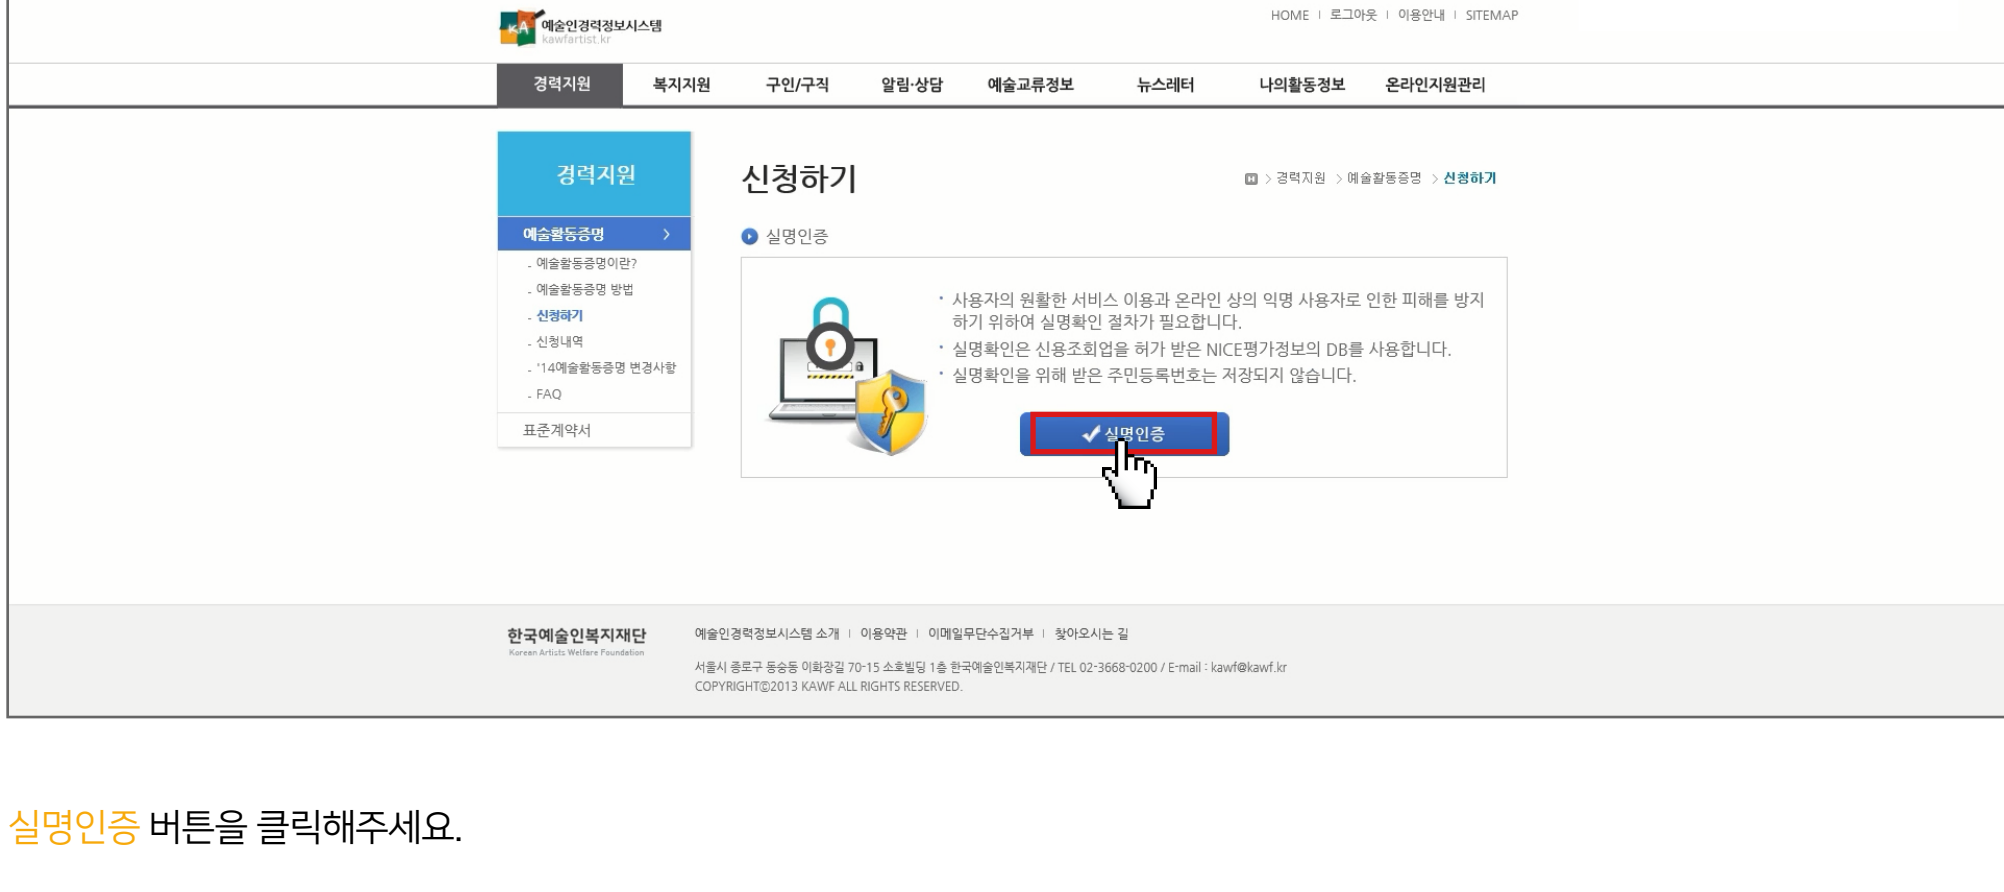 KA 예술인경력정보시스템
kawfartist.kr
HOME | 로그아웃 | 이용안내 | SITEMAP
경력지원 복지지원 구인/구직 알림·상담 예술교류정보 뉴스레터 나의활동정보 온라인지원관리
경력지원
예술활동증명 >
- 예술활동증명이란?
- 예술활동증명 방법
- 신청하기
- 신청내역
- '14예술활동증명 변경사항
- FAQ
표준계약서
신청하기
H > 경력지원 > 예술활동증명 > 신청하기
실명인증
· 사용자의 원활한 서비스 이용과 온라인 상의 익명 사용자로 인한 피해를 방지
하기 위하여 실명확인 절차가 필요합니다.
· 실명확인은 신용조회업을 허가 받은 NICE평가정보의 DB를 사용합니다.
· 실명확인을 위해 받은 주민등록번호는 저장되지 않습니다.
실명인증
한국예술인복지재단
Korean Artists Welfare Foundation
예술인경력정보시스템 소개 | 이용약관 | 이메일무단수집거부 | 찾아오시는 길
서울시 종로구 동숭동 이화장길 70-15 소호빌딩 1층 한국예술인복지재단 / TEL 02-3668-0200 / E-mail : kawf@kawf.kr
COPYRIGHTⓒ2013 KAWF ALL RIGHTS RESERVED.
실명인증 버튼을 클릭해주세요.